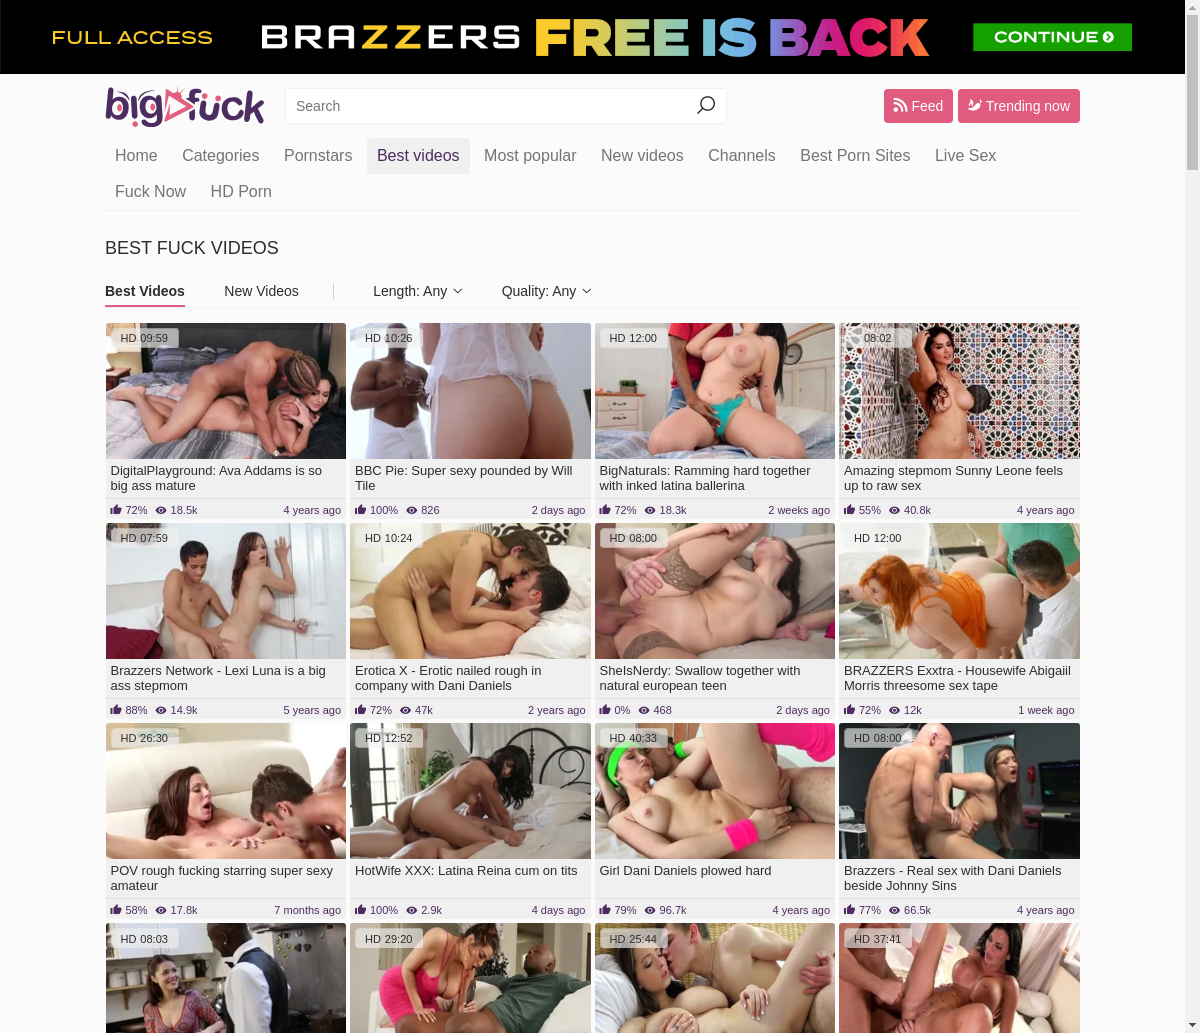 FULL ACCESS
BRAZZERS
FREE IS BACK
CONTINUE
big fuck
Search
Feed
Trending now
Home
Categories
Pornstars
Best videos
Most popular
New videos
Channels
Best Porn Sites
Live Sex
Fuck Now
HD Porn
BEST FUCK VIDEOS
Best Videos
New Videos
Length: Any
Quality: Any
HD 09:59
HD 10:26
HD 12:00
08:02
DigitalPlayground: Ava Addams is so
big ass mature
BBC Pie: Super sexy pounded by Will
Tile
BigNaturals: Ramming hard together
with inked latina ballerina
Amazing stepmom Sunny Leone feels
up to raw sex
72% 18.5k 4 years ago
100% 826 2 days ago
72% 18.3k 2 weeks ago
55% 40.8k 4 years ago
HD 07:59
HD 10:24
HD 08:00
HD 12:00
Brazzers Network - Lexi Luna is a big
ass stepmom
Erotica X - Erotic nailed rough in
company with Dani Daniels
SheIsNerdy: Swallow together with
natural european teen
BRAZZERS Exxtra - Housewife Abigaiil
Morris threesome sex tape
88% 14.9k 5 years ago
72% 47k 2 years ago
0% 468 2 days ago
72% 12k 1 week ago
HD 26:30
HD 12:52
HD 40:33
HD 08:00
POV rough fucking starring super sexy
amateur
HotWife XXX: Latina Reina cum on tits
Girl Dani Daniels plowed hard
Brazzers - Real sex with Dani Daniels
beside Johnny Sins
58% 17.8k 7 months ago
100% 2.9k 4 days ago
79% 96.7k 4 years ago
77% 66.5k 4 years ago
HD 08:03
HD 29:20
HD 25:44
HD 37:41